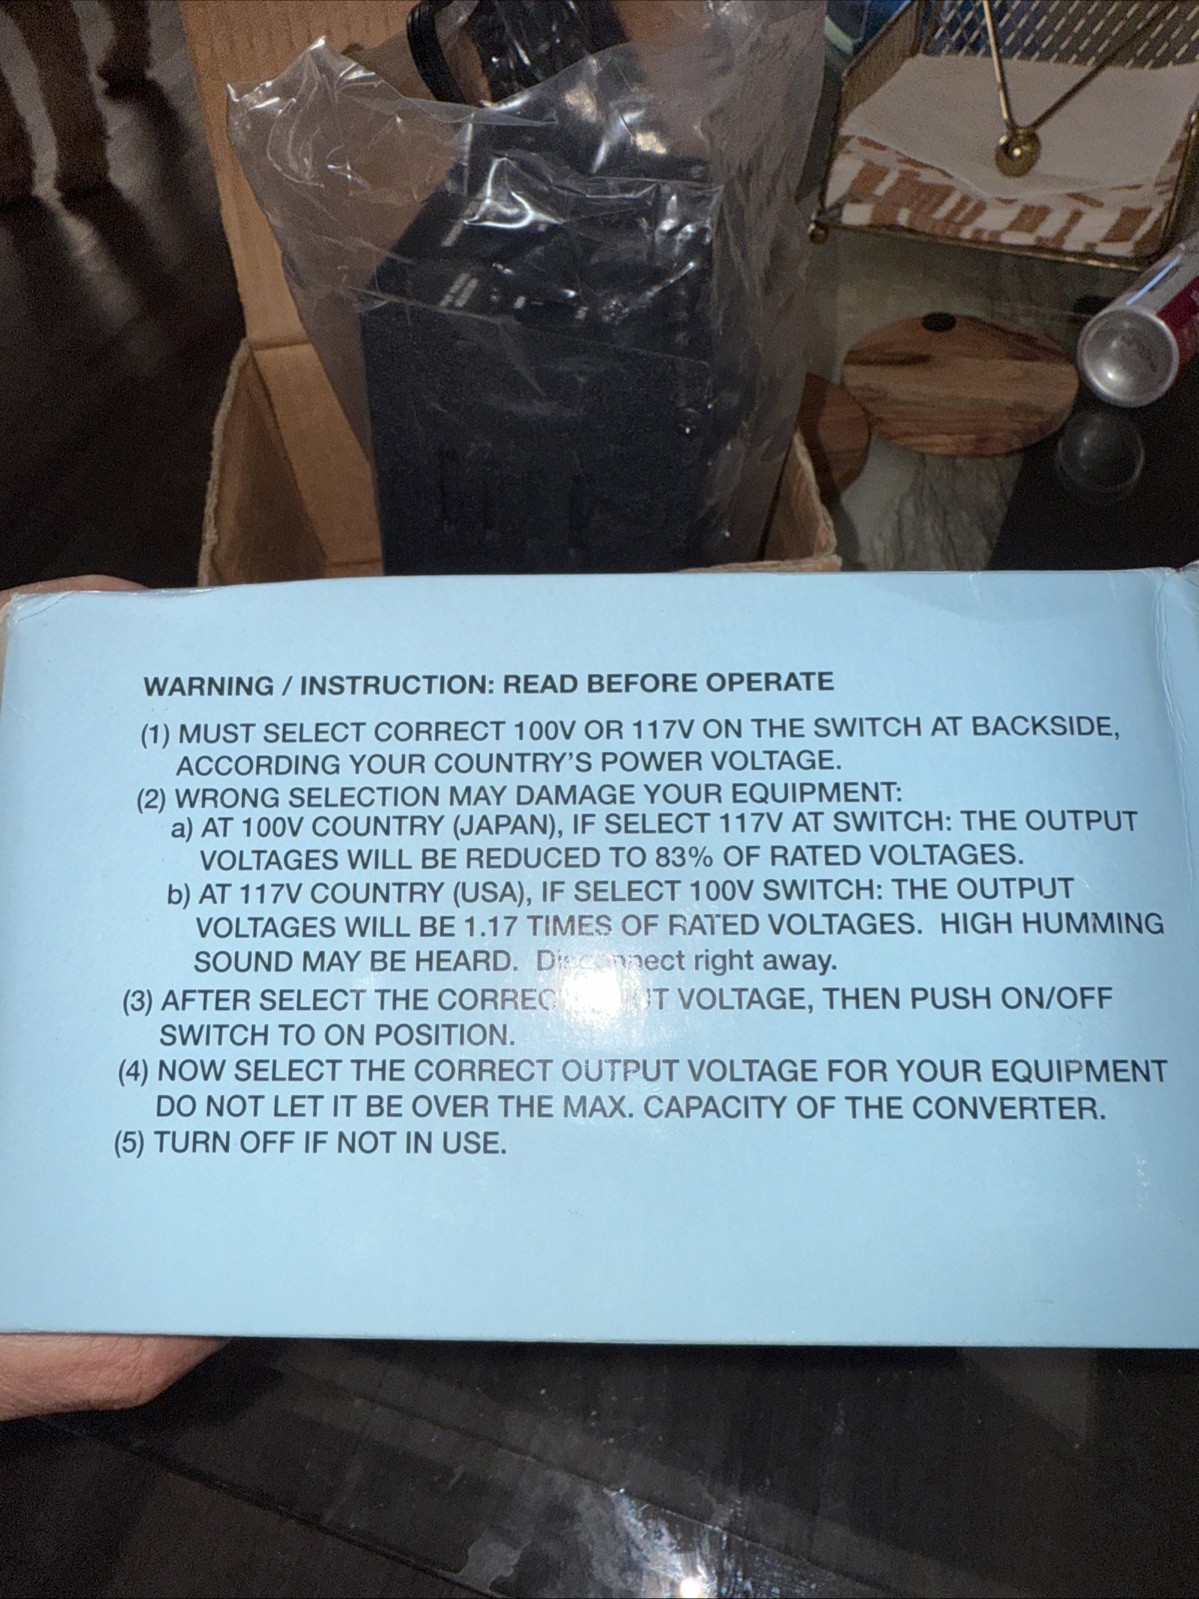 WARNING / INSTRUCTION: READ BEFORE OPERATE
(1) MUST SELECT CORRECT 100V OR 117V ON THE SWITCH AT BACKSIDE,
ACCORDING YOUR COUNTRY'S POWER VOLTAGE.
(2) WRONG SELECTION MAY DAMAGE YOUR EQUIPMENT:
a) AT 100V COUNTRY (JAPAN), IF SELECT 117V AT SWITCH: THE OUTPUT
VOLTAGES WILL BE REDUCED TO 83% OF RATED VOLTAGES.
b) AT 117V COUNTRY (USA), IF SELECT 100V SWITCH: THE OUTPUT
VOLTAGES WILL BE 1.17 TIMES OF RATED VOLTAGES. HIGH HUMMING
SOUND MAY BE HEARD. Disconnect right away.
(3) AFTER SELECT THE CORRECT VOLTAGE, THEN PUSH ON/OFF
SWITCH TO ON POSITION.
(4) NOW SELECT THE CORRECT OUTPUT VOLTAGE FOR YOUR EQUIPMENT
DO NOT LET IT BE OVER THE MAX. CAPACITY OF THE CONVERTER.
(5) TURN OFF IF NOT IN USE.